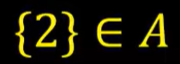 {2} ∈ A